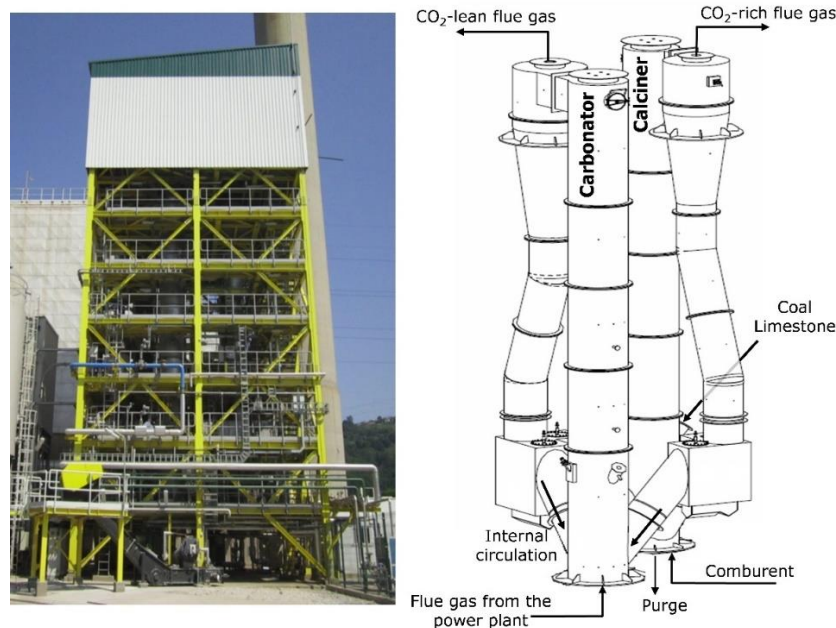 CO₂-lean flue gas
CO₂-rich flue gas
Carbonator
Calciner
Coal
Limestone
Internal
circulation
Flue gas from the
power plant
Purge
Comburent